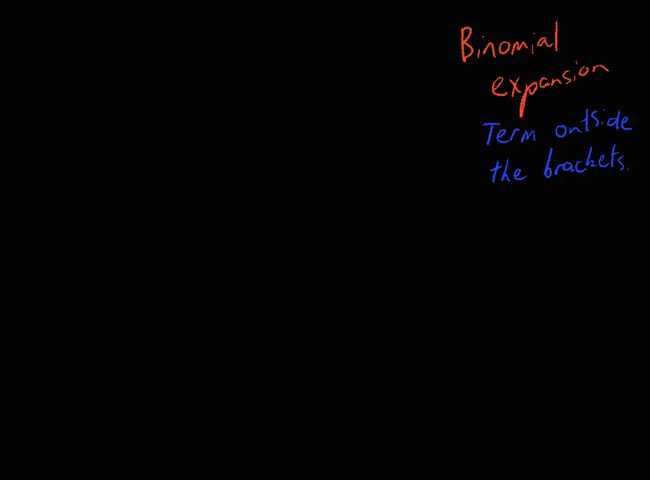 Binomial
expansion
Term outside
the brackets.